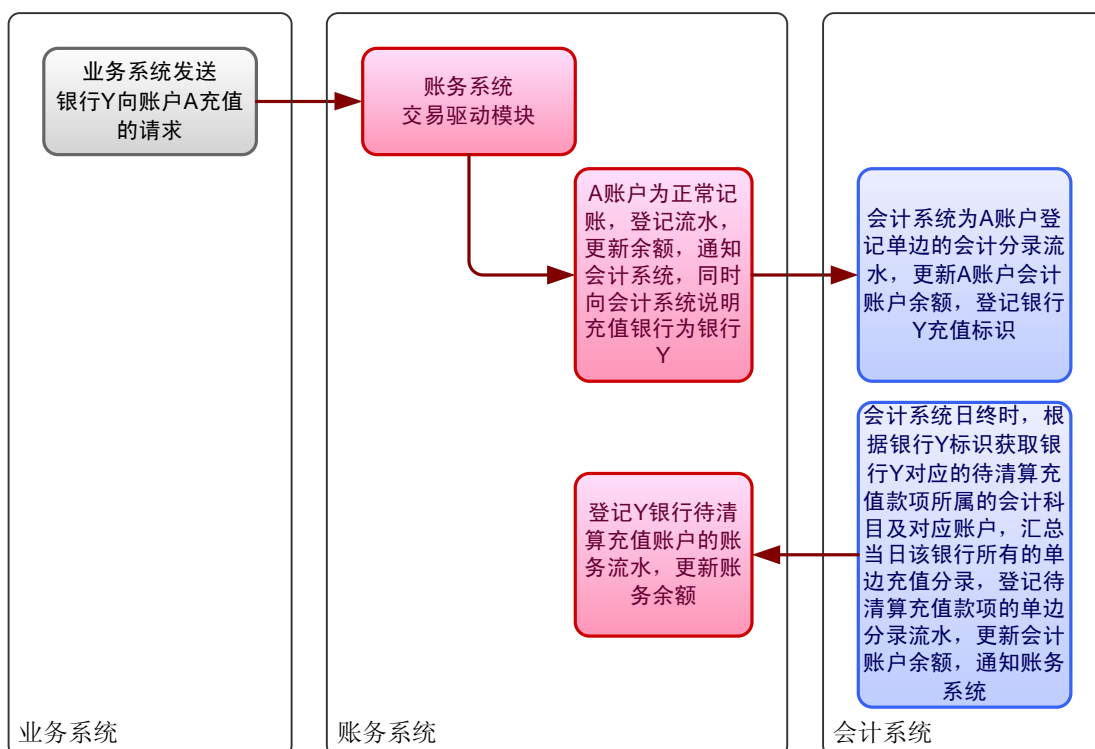 业务系统发送
银行Y向账户A充值
的请求
账务系统
交易驱动模块
A账户为正常记
账，登记流水，
更新余额，通知
会计系统，同时
向会计系统说明
充值银行为银行
Y
会计系统为A账户登
记单边的会计分录流
水，更新A账户会计
账户余额，登记银行
Y充值标识
会计系统日终时，根
据银行Y标识获取银
行Y对应的待清算充
值款项所属的会计科
目及对应账户，汇总
当日该银行所有的单
边充值分录，登记待
清算充值款项的单边
分录流水，更新会计
账户余额，通知账务
系统
登记Y银行待清
算充值账户的账
务流水，更新账
务余额
业务系统
账务系统
会计系统